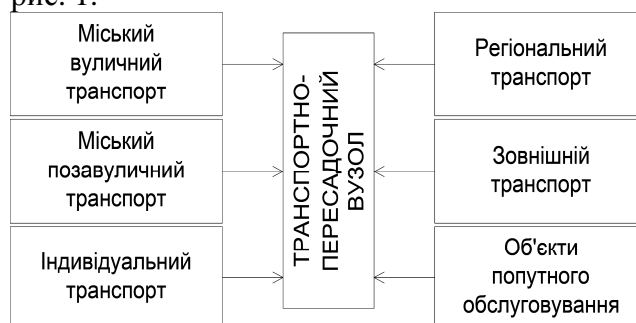 рис. 1.
Міський
вуличний
транспорт
Міський
позавуличний
транспорт
Індивідуальний
транспорт
ТРАНСПОРТНО-
ПЕРЕСАДОЧНИЙ
ВУЗОЛ
Регіональний
транспорт
Зовнішній
транспорт
Об'єкти
попутного
обслуговування